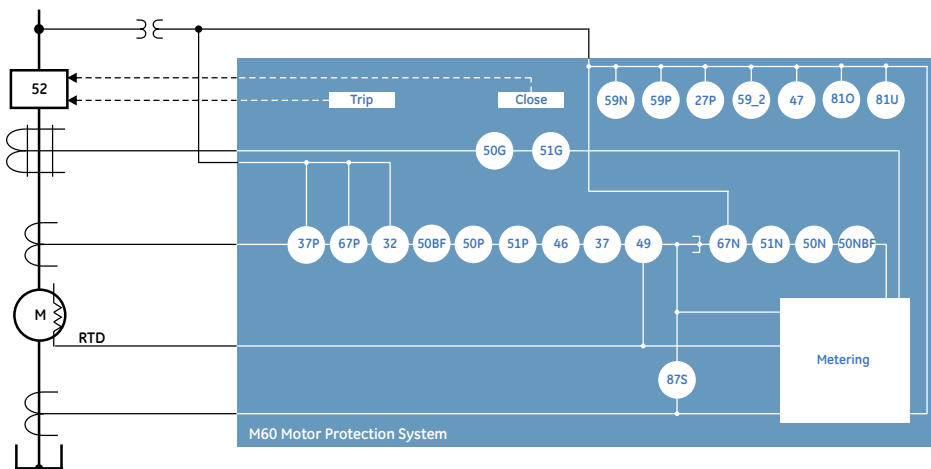 52
Trip
Close
59N 59P 27P 59_2 47 81O 81U
50G 51G
37P 67P 32 50BF 50P 51P 46 37 49 67N 51N 50N 50NBF
M
RTD
Metering
87S
M60 Motor Protection System